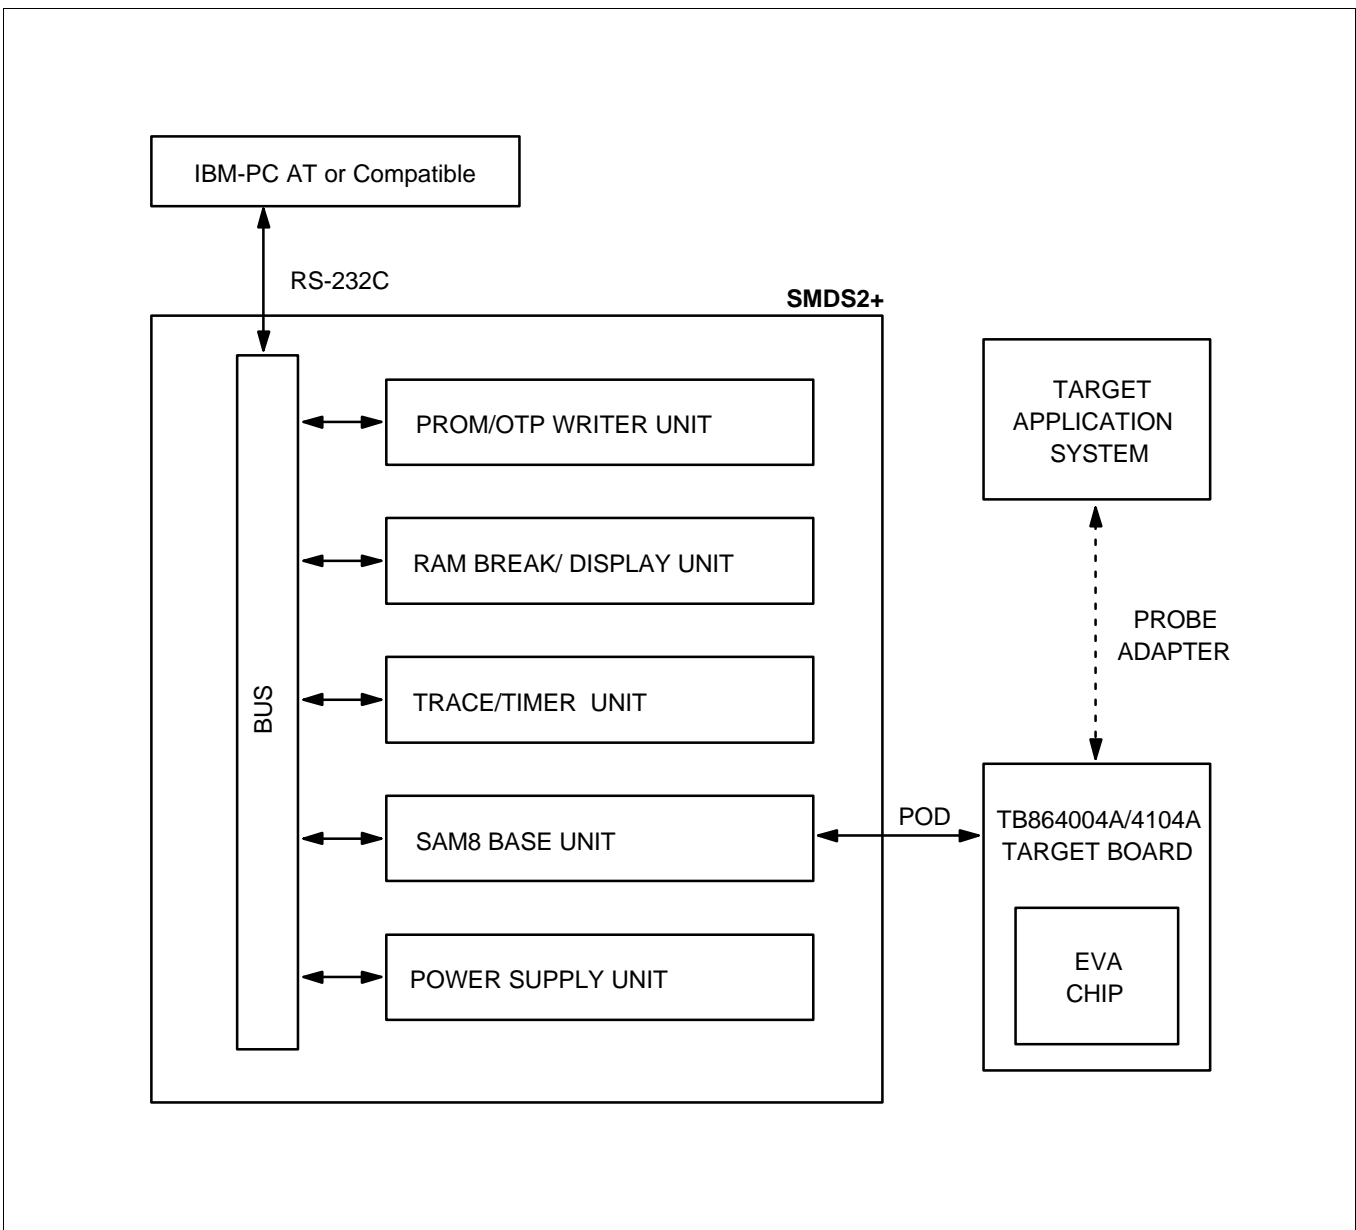 IBM-PC AT or Compatible
RS-232C
SMDS2+
BUS
PROM/OTP WRITER UNIT
RAM BREAK/ DISPLAY UNIT
TRACE/TIMER  UNIT
SAM8 BASE UNIT
POWER SUPPLY UNIT
POD
TARGET
APPLICATION
SYSTEM
PROBE
ADAPTER
TB864004A/4104A
TARGET BOARD
EVA
CHIP